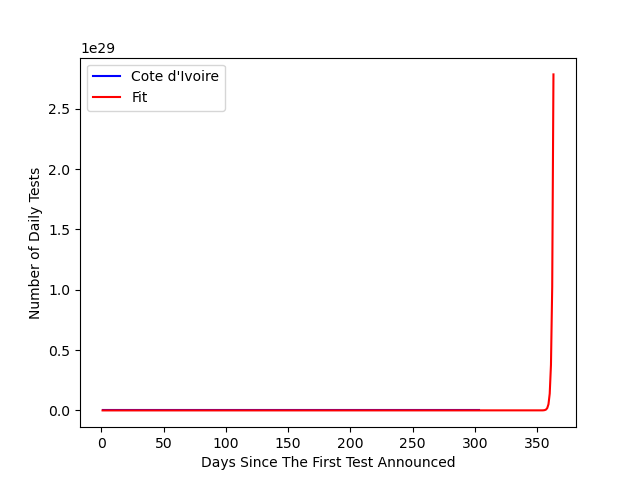 1e29
Cote d'Ivoire
Fit
2.5
2.0
1.5
1.0
0.5
0.0
Number of Daily Tests
0 50 100 150 200 250 300 350
Days Since The First Test Announced